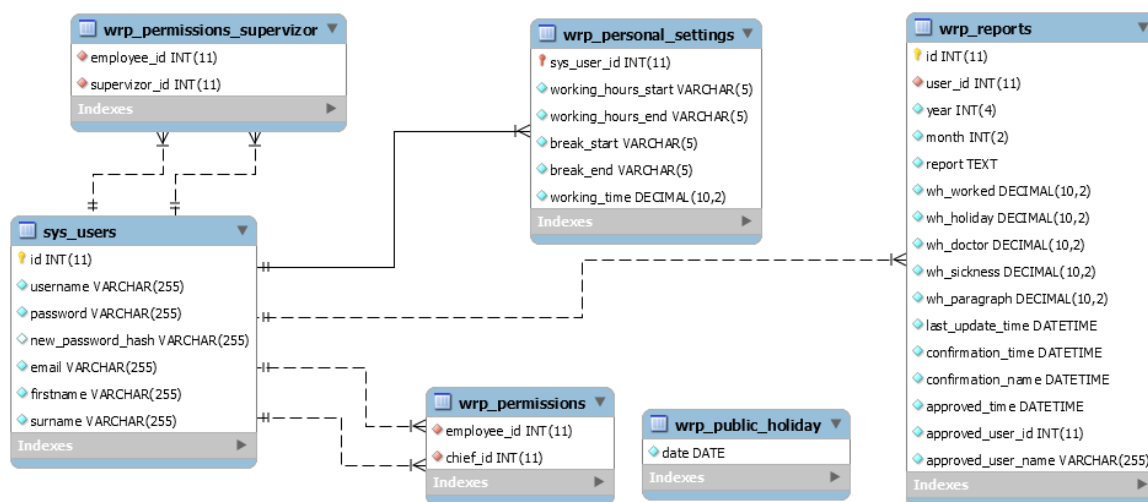 wrp_permissions_supervizor
employee_id INT(11)
supervizor_id INT(11)
Indexes
wrp_personal_settings
sys_user_id INT(11)
working_hours_start VARCHAR(5)
working_hours_end VARCHAR(5)
break_start VARCHAR(5)
break_end VARCHAR(5)
working_time DECIMAL(10,2)
Indexes
wrp_reports
id INT(11)
user_id INT(11)
year INT(4)
month INT(2)
report TEXT
wh_worked DECIMAL(10,2)
wh_holiday DECIMAL(10,2)
wh_doctor DECIMAL(10,2)
wh_sickness DECIMAL(10,2)
wh_paragraph DECIMAL(10,2)
last_update_time DATETIME
confirmation_time DATETIME
confirmation_name DATETIME
approved_time DATETIME
approved_user_id INT(11)
approved_user_name VARCHAR(255)
Indexes
sys_users
id INT(11)
username VARCHAR(255)
password VARCHAR(255)
new_password_hash VARCHAR(255)
email VARCHAR(255)
firstname VARCHAR(255)
surname VARCHAR(255)
Indexes
wrp_permissions
employee_id INT(11)
chief_id INT(11)
Indexes
wrp_public_holiday
date DATE
Indexes